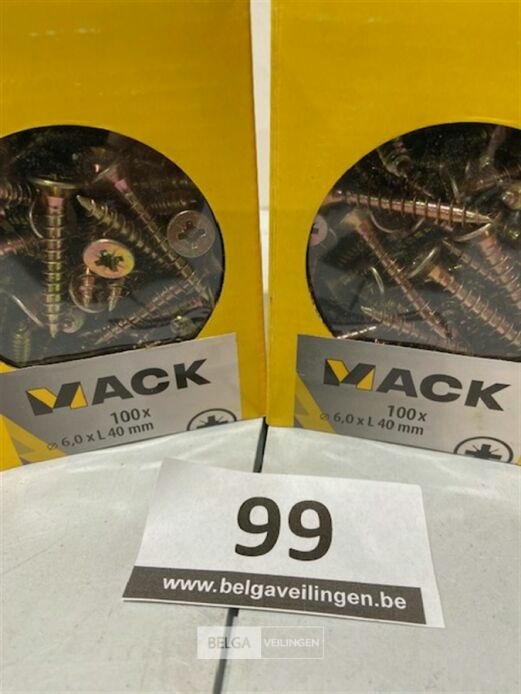 MACK
100x
⌀ 6,0 x L 40 mm
MACK
100x
⌀ 6,0 x L 40 mm
99
www.belgaveilingen.be
BELGA VEILINGEN